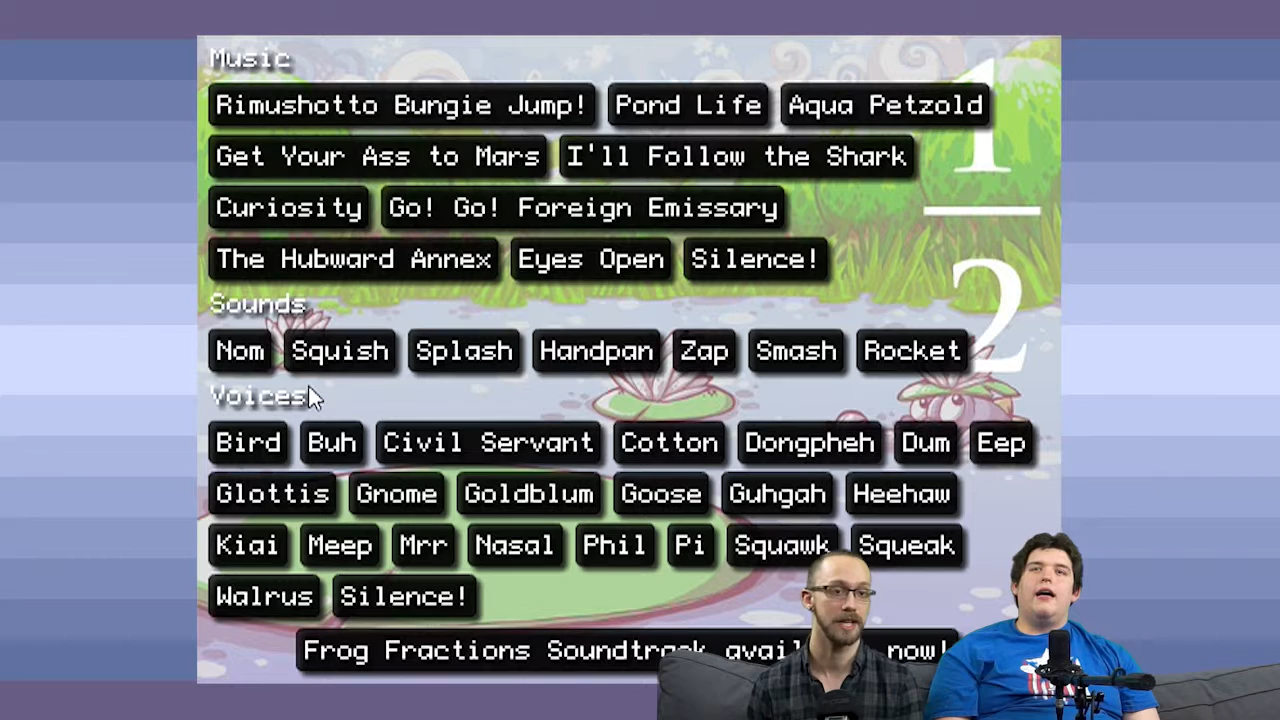 Music
Rimushotto Bungie Jump! Pond Life Aqua Petzold
Get Your Ass to Mars I'll Follow the Shark
Curiosity Go! Go! Foreign Emissary
The Hubward Annex Eyes Open Silence!
1
2
Sounds
Nom Squish Splash Handpan Zap Smash Rocket
Voices
Bird Buh Civil Servant Cotton Dongpheh Dum Eep
Glottis Gnome Goldblum Goose Guhgah Heehaw
Kiai Meep Mrr Nasal Phil Pi Squawk Squeak
Walrus Silence!
Frog Fractions Soundtrack now!